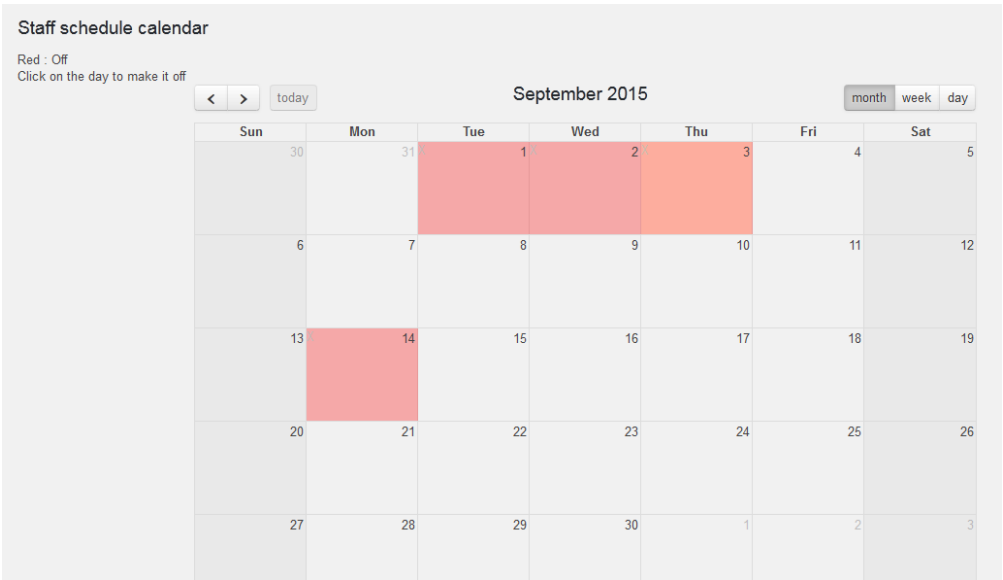 Staff schedule calendar
Red : Off
Click on the day to make it off
today September 2015 month week day
Sun Mon Tue Wed Thu Fri Sat
30 31 1 2 3 4 5
6 7 8 9 10 11 12
13 14 15 16 17 18 19
20 21 22 23 24 25 26
27 28 29 30 1 2 3